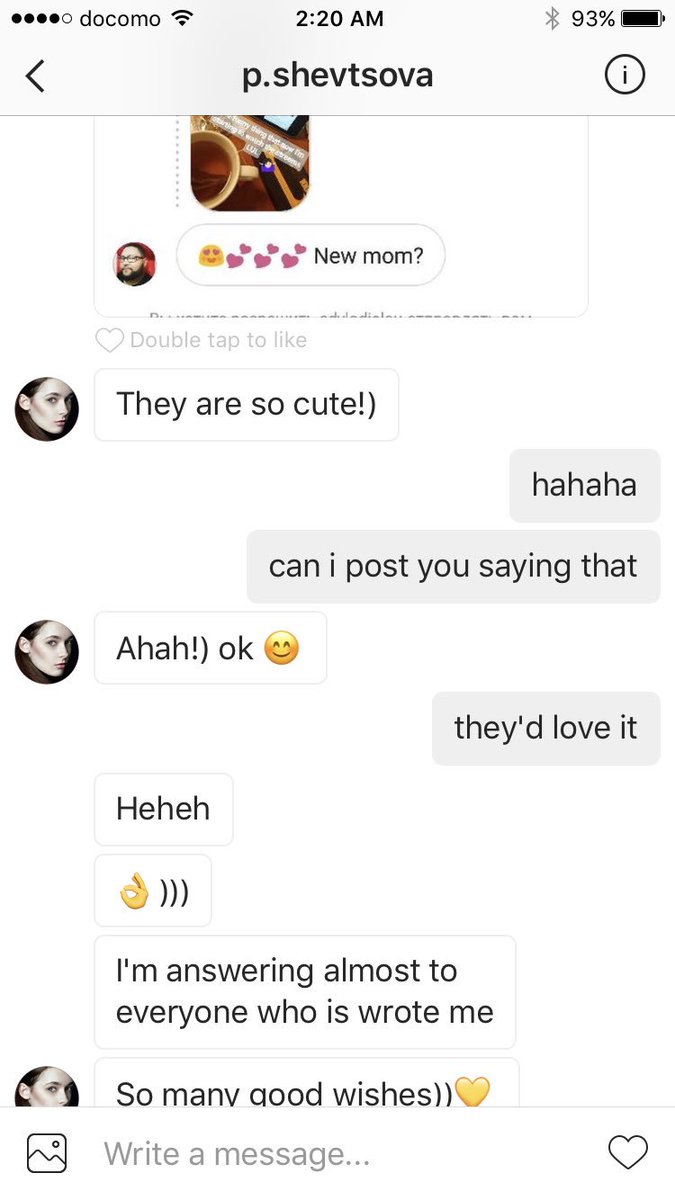 docomo 2:20 AM 93%
p.shevtsova
😍💕💕💕 New mom?
Double tap to like
They are so cute!)
hahaha
can i post you saying that
Ahah!) ok 😊
they'd love it
Heheh
👌)))
I'm answering almost to
everyone who is wrote me
So many good wishes))💛
Write a message...